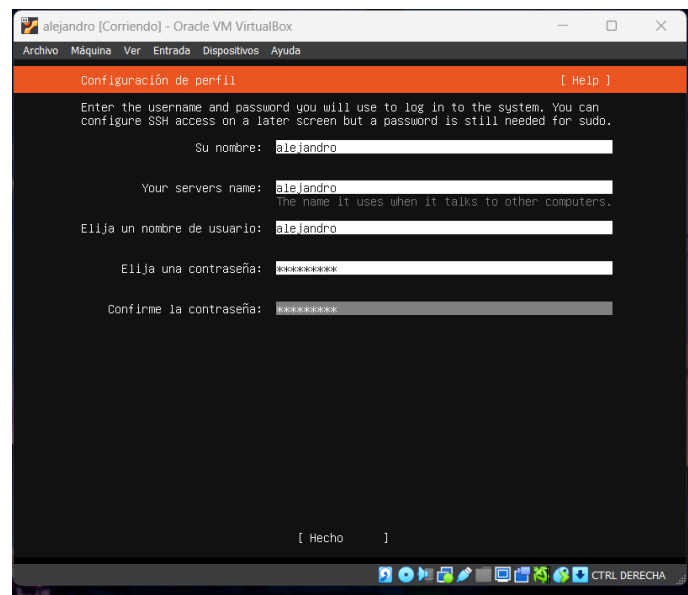 alejandro [Corriendo] - Oracle VM VirtualBox
Archivo Máquina Ver Entrada Dispositivos Ayuda
Configuración de perfil [ Help ]
Enter the username and password you will use to log in to the system. You can
configure SSH access on a later screen but a password is still needed for sudo.
Su nombre: alejandro
Your servers name: alejandro
The name it uses when it talks to other computers.
Elija un nombre de usuario: alejandro
Elija una contraseña: *********
Confirme la contraseña: *********
[ Hecho ]
CTRL DERECHA